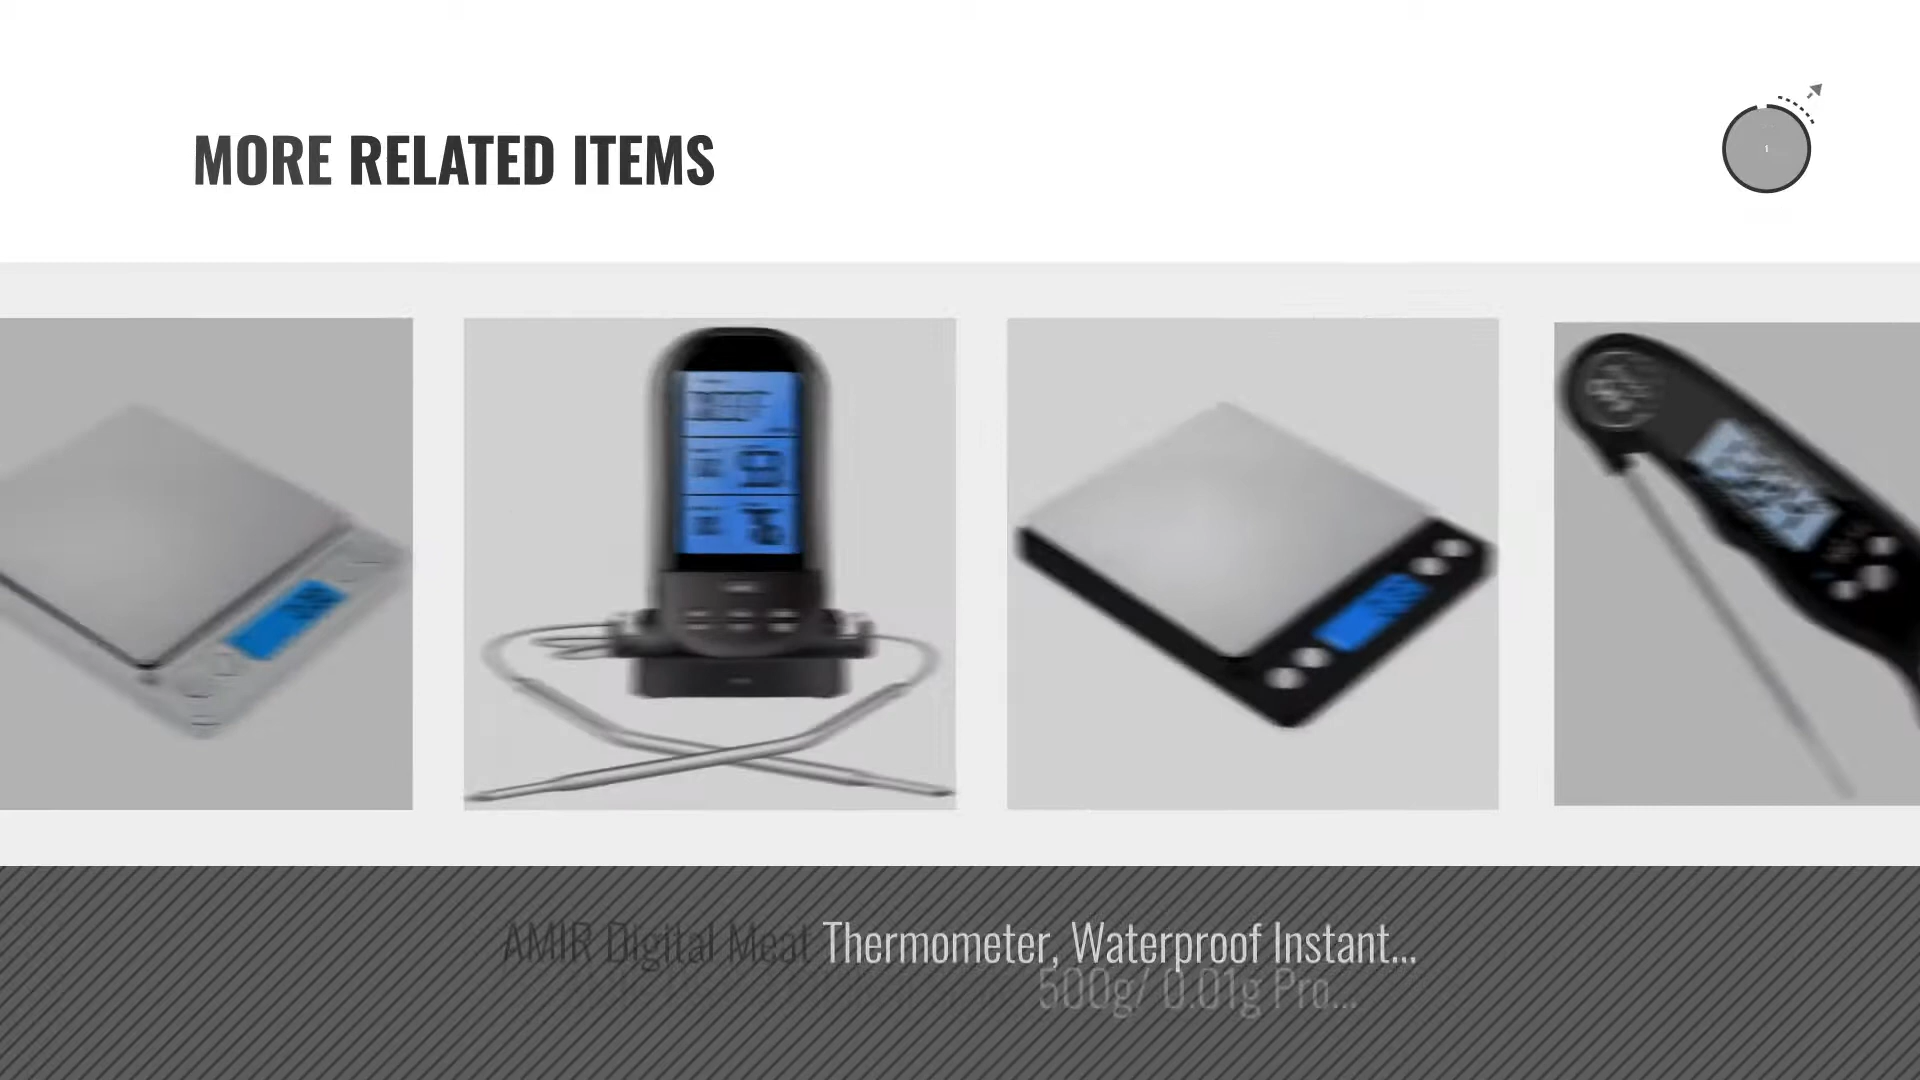 MORE RELATED ITEMS
AMIR Digital Meat Thermometer, Waterproof Instant...
500g/ 0.01g Pro...